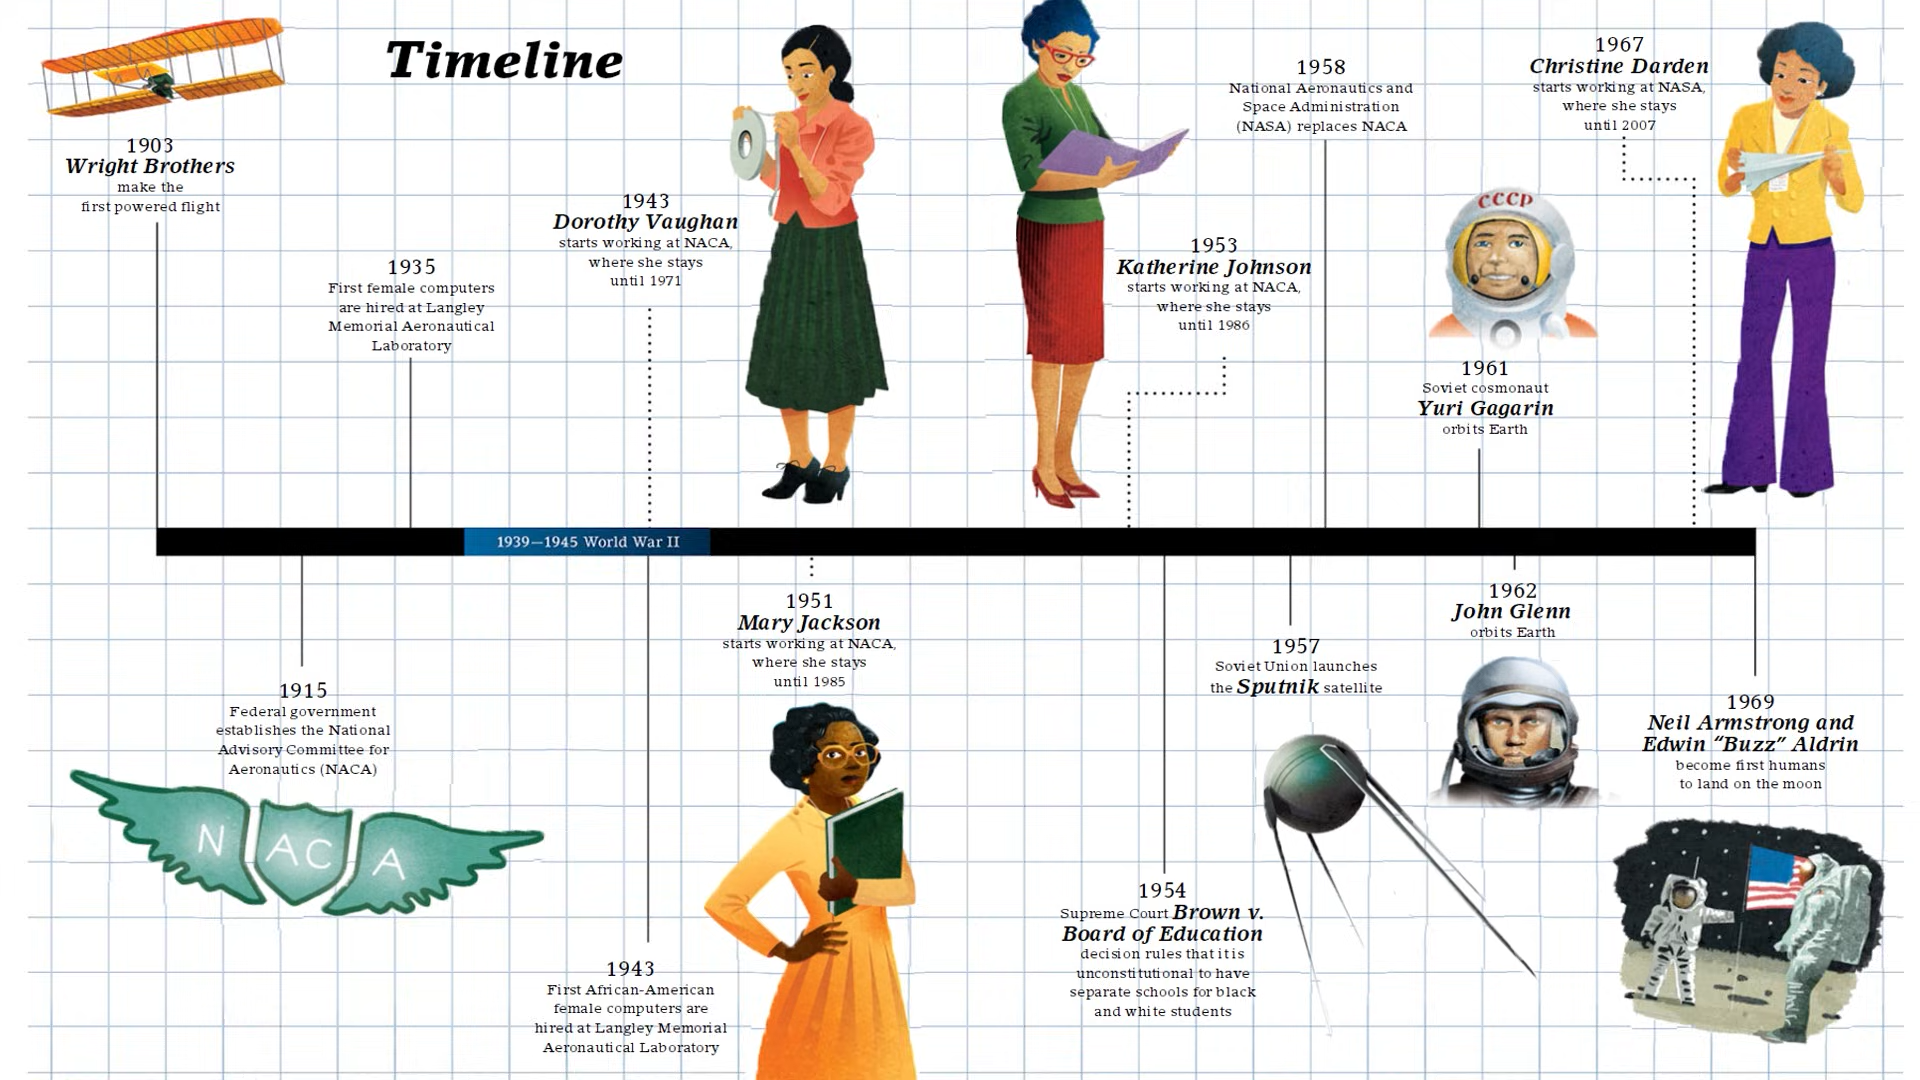 Timeline
1903
Wright Brothers
make the
first powered flight
1935
First female computers
are hired at Langley
Memorial Aeronautical
Laboratory
1943
Dorothy Vaughan
starts working at NACA,
where she stays
until 1971
1953
Katherine Johnson
starts working at NACA,
where she stays
until 1986
1958
National Aeronautics and
Space Administration
(NASA) replaces NACA
CCCP
1961
Soviet cosmonaut
Yuri Gagarin
orbits Earth
1967
Christine Darden
starts working at NASA,
where she stays
until 2007
1939—1945 World War II
1915
Federal government
establishes the National
Advisory Committee for
Aeronautics (NACA)
N AC A
1943
First African-American
female computers are
hired at Langley Memorial
Aeronautical Laboratory
1951
Mary Jackson
starts working at NACA,
where she stays
until 1985
1954
Supreme Court Brown v.
Board of Education
decision rules that it is
unconstitutional to have
separate schools for black
and white students
1957
Soviet Union launches
the Sputnik satellite
1962
John Glenn
orbits Earth
1969
Neil Armstrong and
Edwin “Buzz” Aldrin
become first humans
to land on the moon